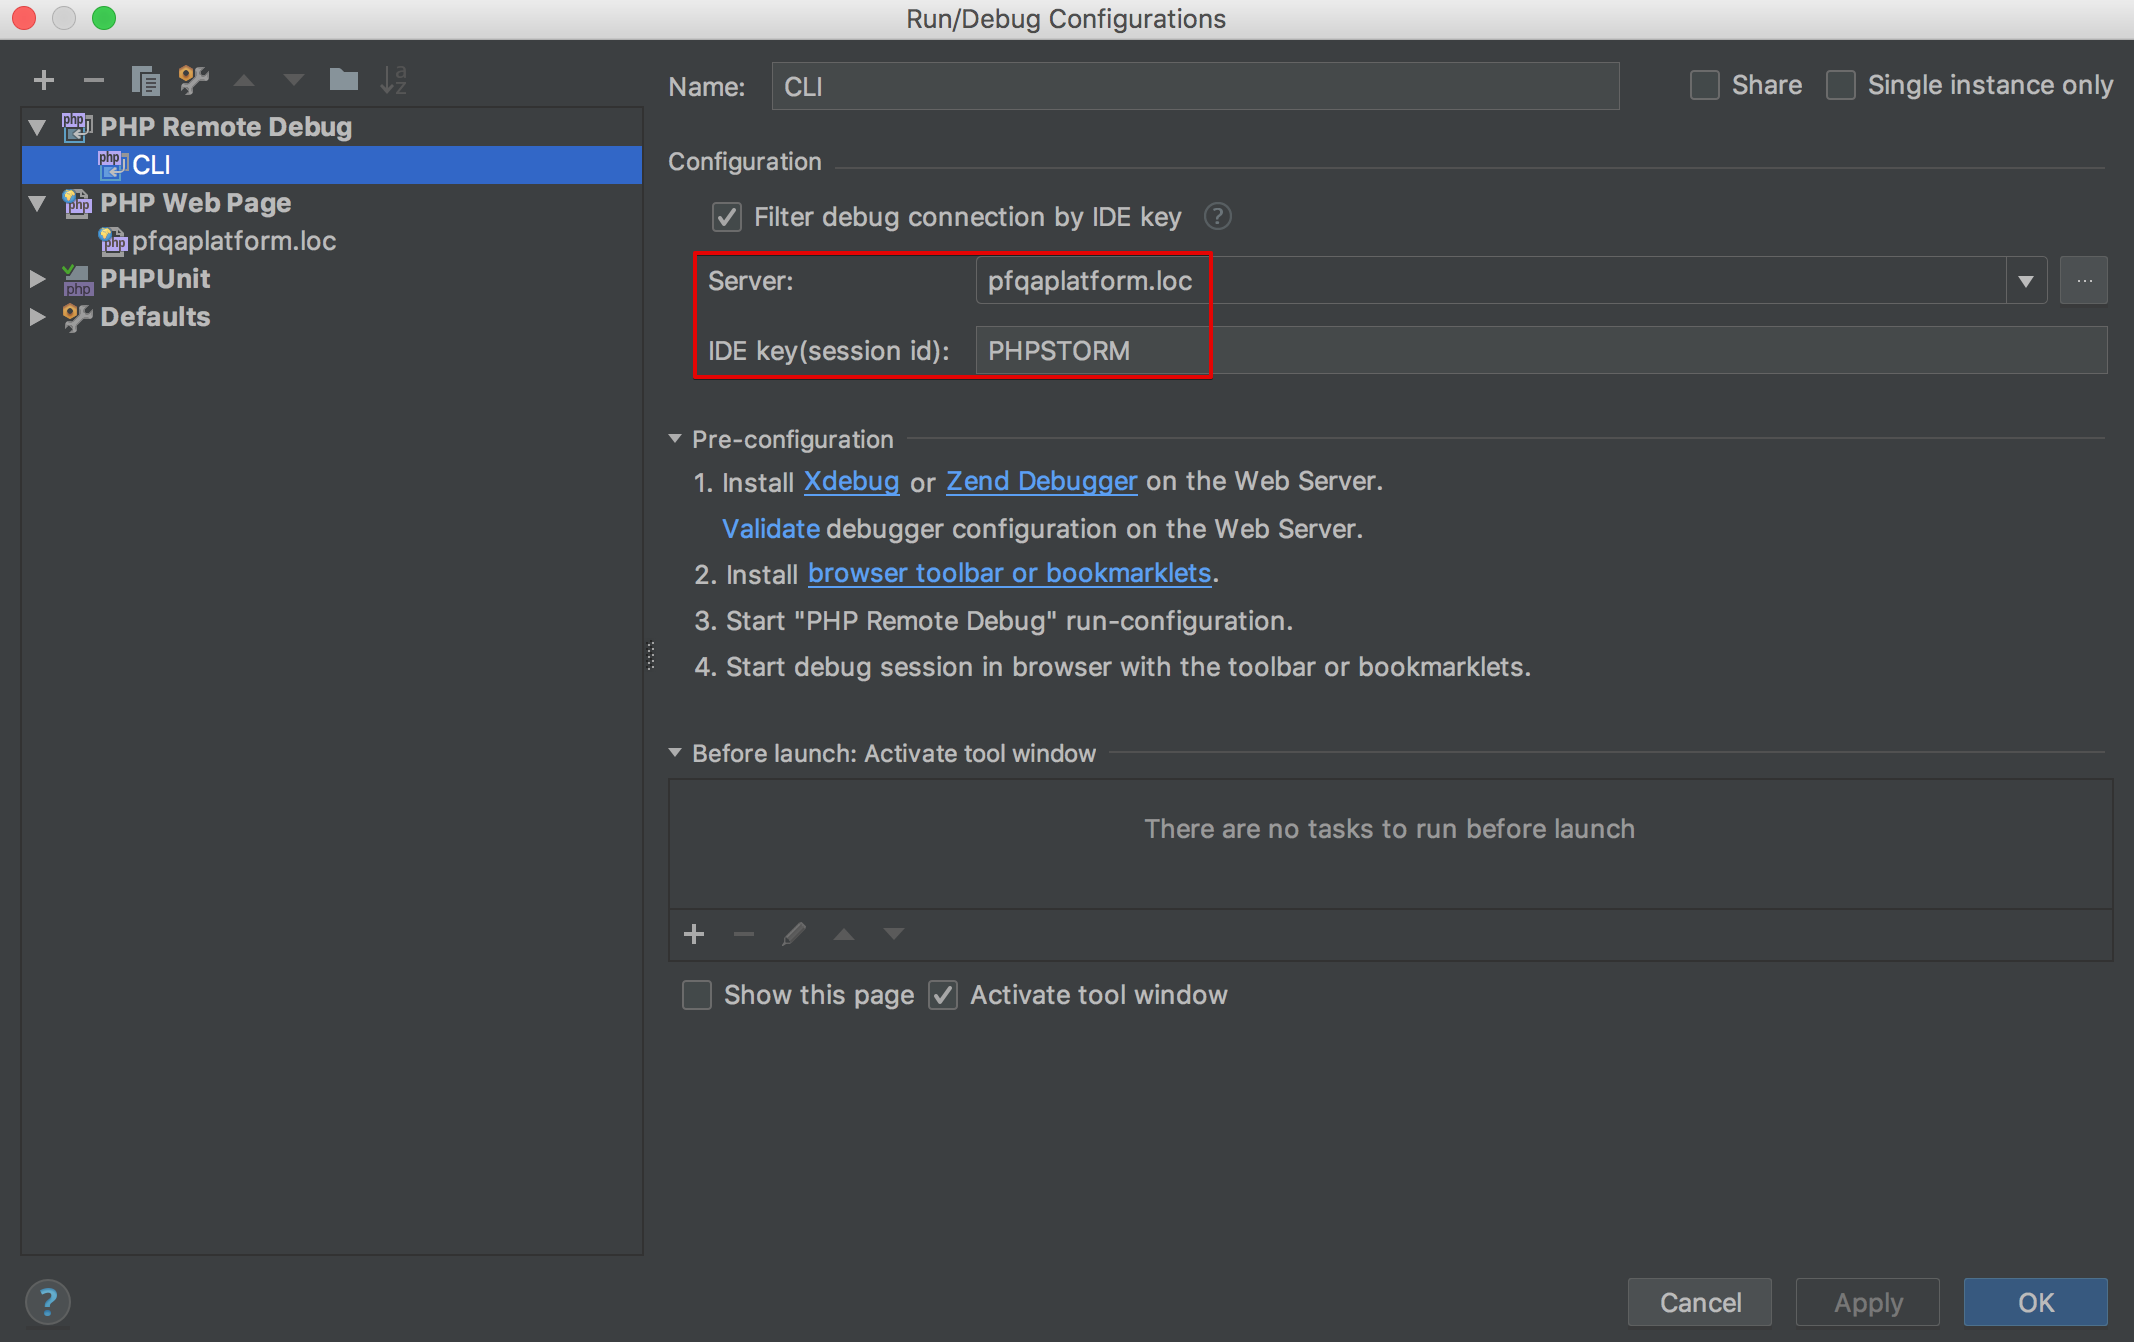 Run/Debug Configurations
Name: CLI Share Single instance only
PHP Remote Debug
CLI
PHP Web Page
pfqaplatform.loc
PHPUnit
Defaults
Configuration
Filter debug connection by IDE key ?
Server: pfqaplatform.loc ...
IDE key(session id): PHPSTORM
Pre-configuration
1. Install Xdebug or Zend Debugger on the Web Server.
Validate debugger configuration on the Web Server.
2. Install browser toolbar or bookmarklets.
3. Start "PHP Remote Debug" run-configuration.
4. Start debug session in browser with the toolbar or bookmarklets.
Before launch: Activate tool window
There are no tasks to run before launch
Show this page Activate tool window
? Cancel Apply OK